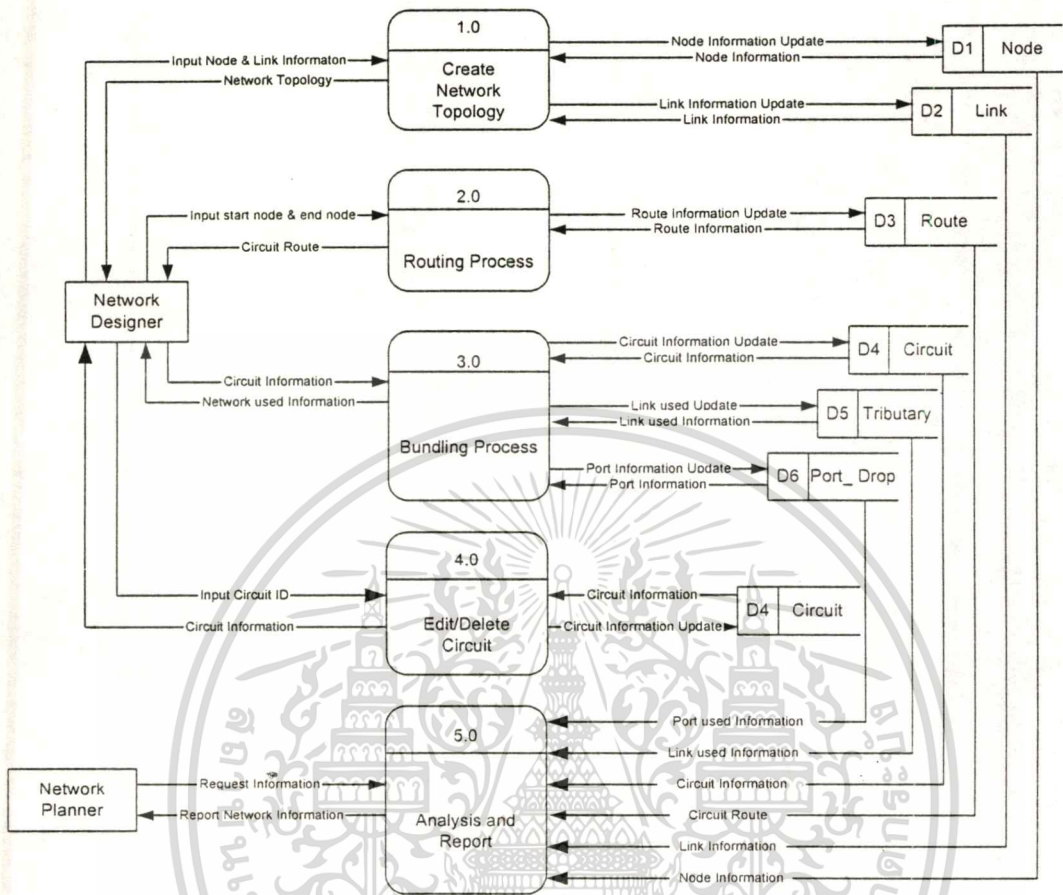 1.0
Create
Network
Topology
Input Node & Link Informaton
Network Topology
Node Information Update
Node Information
D1 Node
Link Information Update
Link Information
D2 Link
2.0
Routing Process
Input start node & end node
Circuit Route
Route Information Update
Route Information
D3 Route
Network
Designer
3.0
Bundling Process
Circuit Information
Network used Information
Circuit Information Update
Circuit Information
D4 Circuit
Link used Update
Link used Information
D5 Tributary
Port Information Update
Port Information
D6 Port_ Drop
4.0
Edit/Delete
Circuit
Input Circuit ID
Circuit Information
Circuit Information
Circuit Information Update
D4 Circuit
5.0
Analysis and
Report
Network
Planner
Request Information
Report Network Information
Port used Information
Link used Information
Circuit Information
Circuit Route
Link Information
Node Information